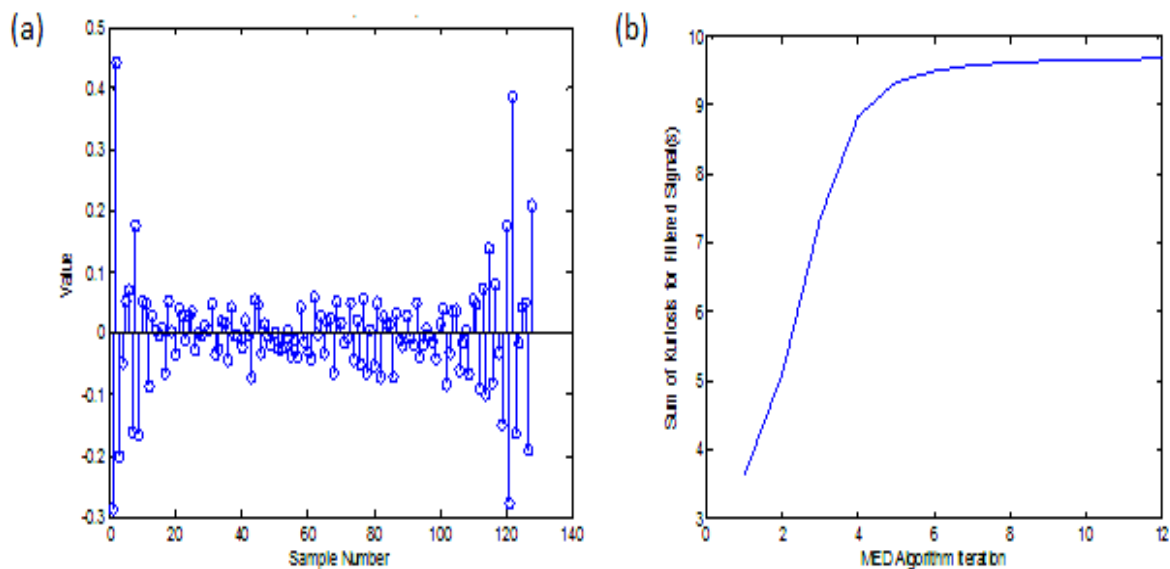 (a)
0.5
0.4
0.3
0.2
0.1
0
-0.1
-0.2
-0.3
Value
0 20 40 60 80 100 120 140
Sample Number
(b)
10
9
8
7
6
5
4
3
Sum of Kurtosis for Filtered Signal(s)
0 2 4 6 8 10 12
MED Algorithm Iteration